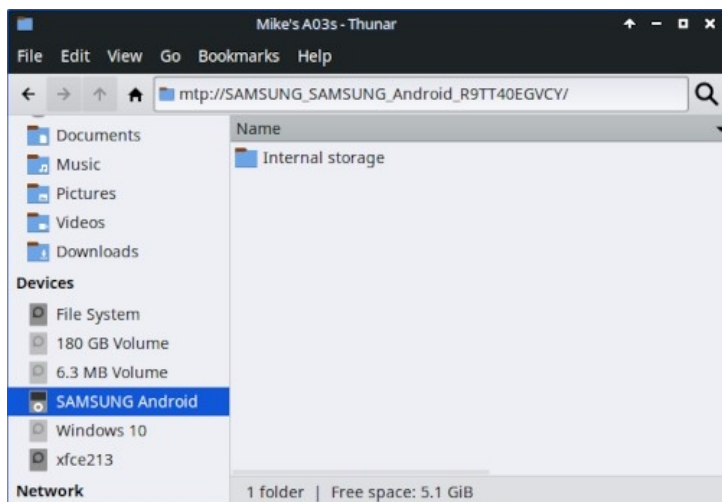 Mike's A03s - Thunar
File Edit View Go Bookmarks Help
mtp://SAMSUNG_SAMSUNG_Android_R9TT40EGVCY/
Documents
Music
Pictures
Videos
Downloads
Devices
File System
180 GB Volume
6.3 MB Volume
SAMSUNG Android
Windows 10
xfce213
Network
Name
Internal storage
1 folder | Free space: 5.1 GiB